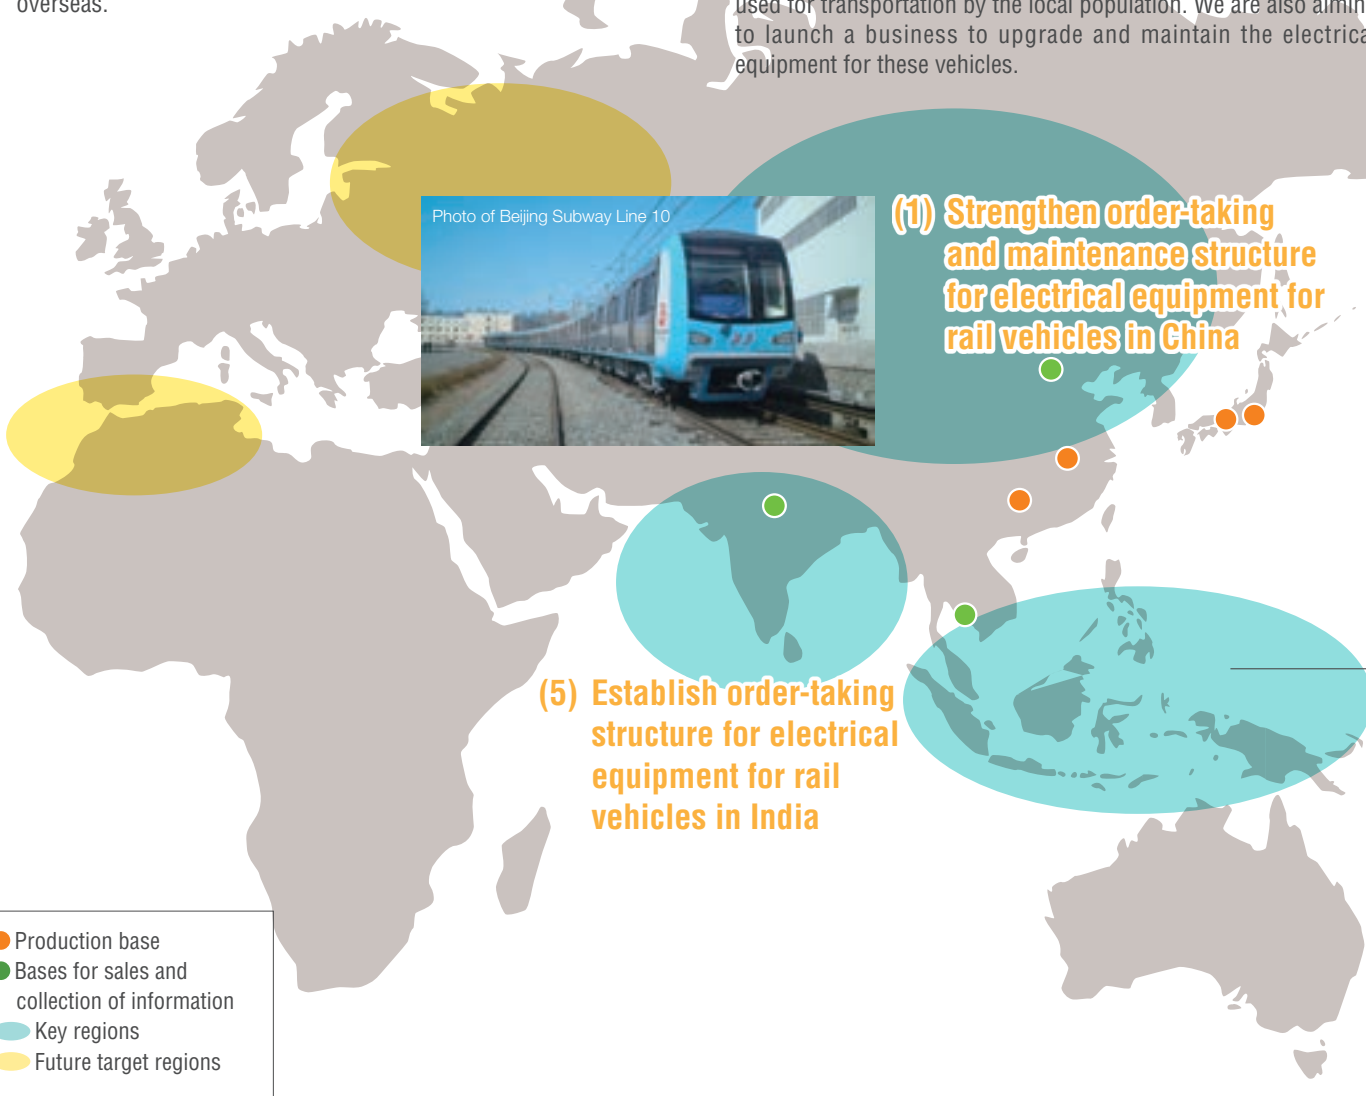 overseas.
used for transportation by the local population. We are also
to launch a business to upgrade and maintain the
equipment for these vehicles.
Photo of Beijing Subway Line 10
(1) Strengthen order-taking
and maintenance structure
for electrical equipment for
rail vehicles in China
(5) Establish order-taking
structure for electrical
equipment for rail
vehicles in India
Production base
Bases for sales and
collection of information
Key regions
Future target regions